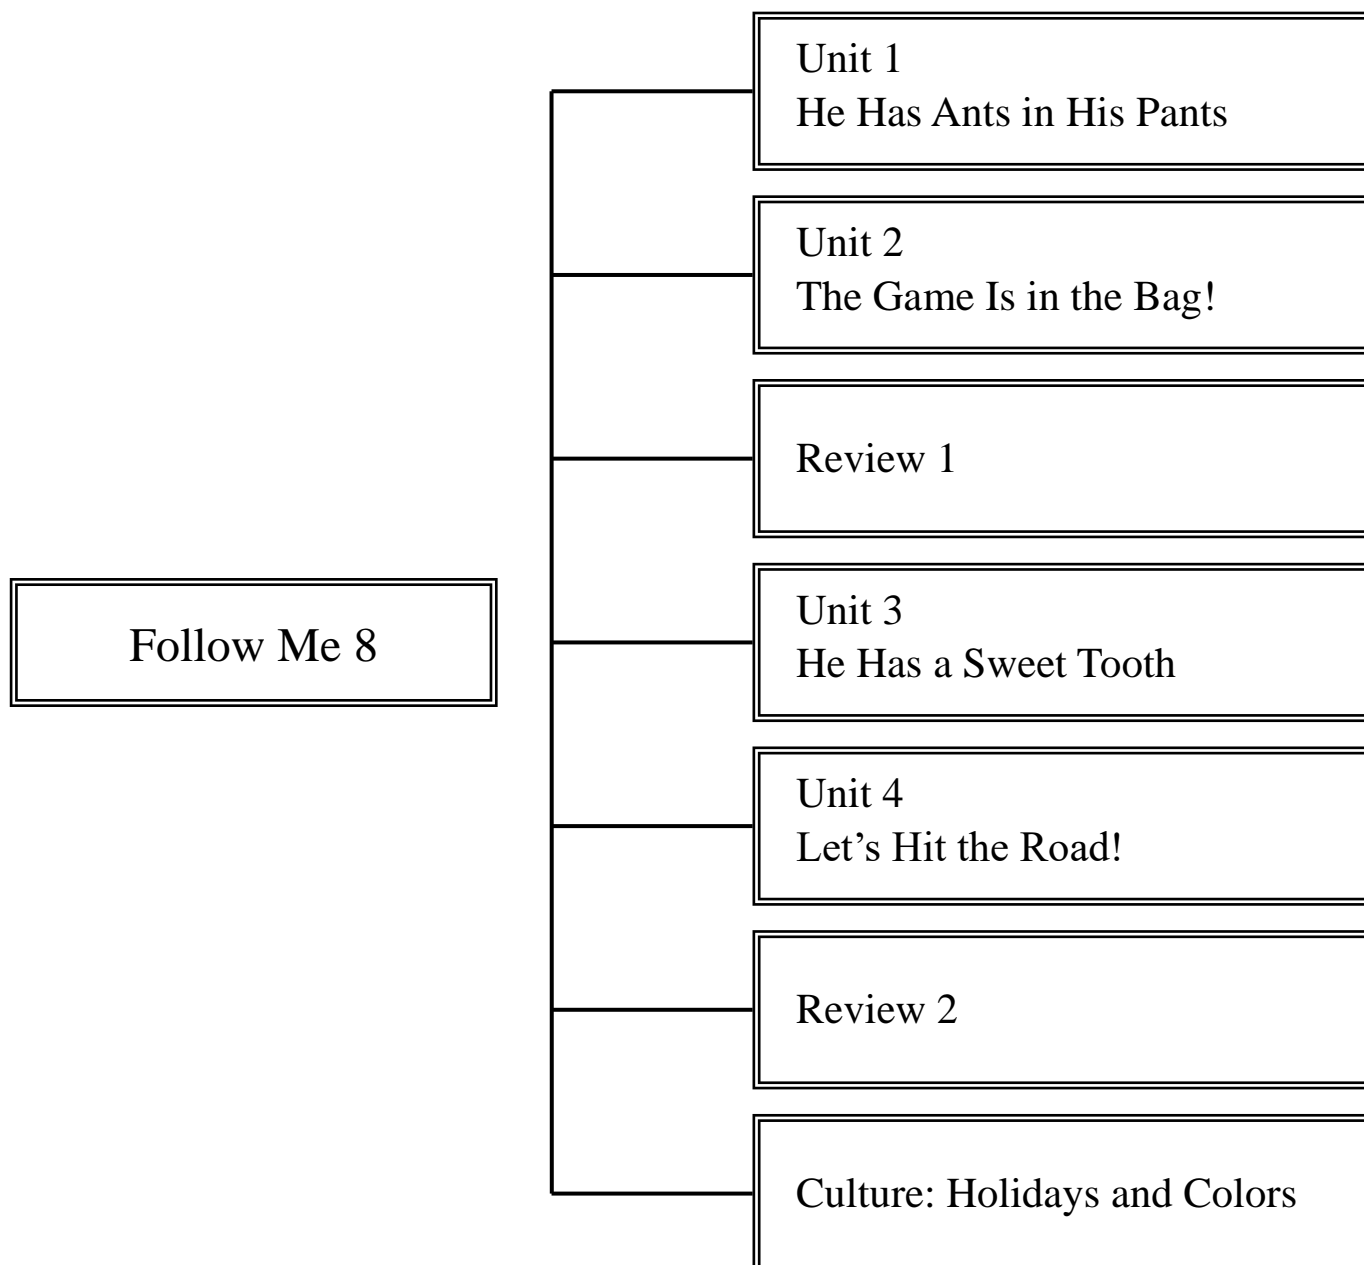 Follow Me 8
Unit 1
He Has Ants in His Pants
Unit 2
The Game Is in the Bag!
Review 1
Unit 3
He Has a Sweet Tooth
Unit 4
Let’s Hit the Road!
Review 2
Culture: Holidays and Colors